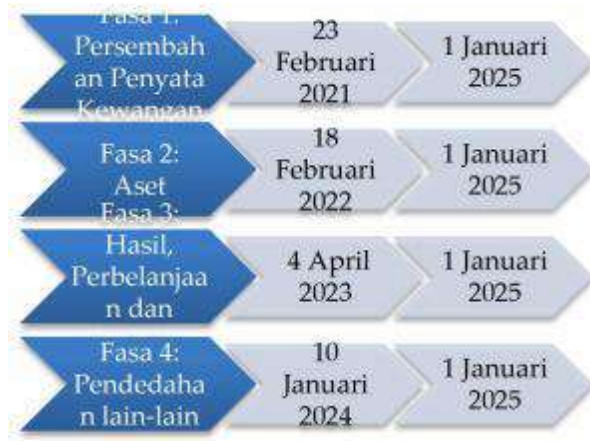 Fasa 1:
Persembah
an Penyata
Kewangan
23
Februari
2021
1 Januari
2025
Fasa 2:
Aset
18
Februari
2022
1 Januari
2025
Fasa 3:
Hasil,
Perbelanjaa
n dan
4 April
2023
1 Januari
2025
Fasa 4:
Pendedaha
n lain-lain
10
Januari
2024
1 Januari
2025